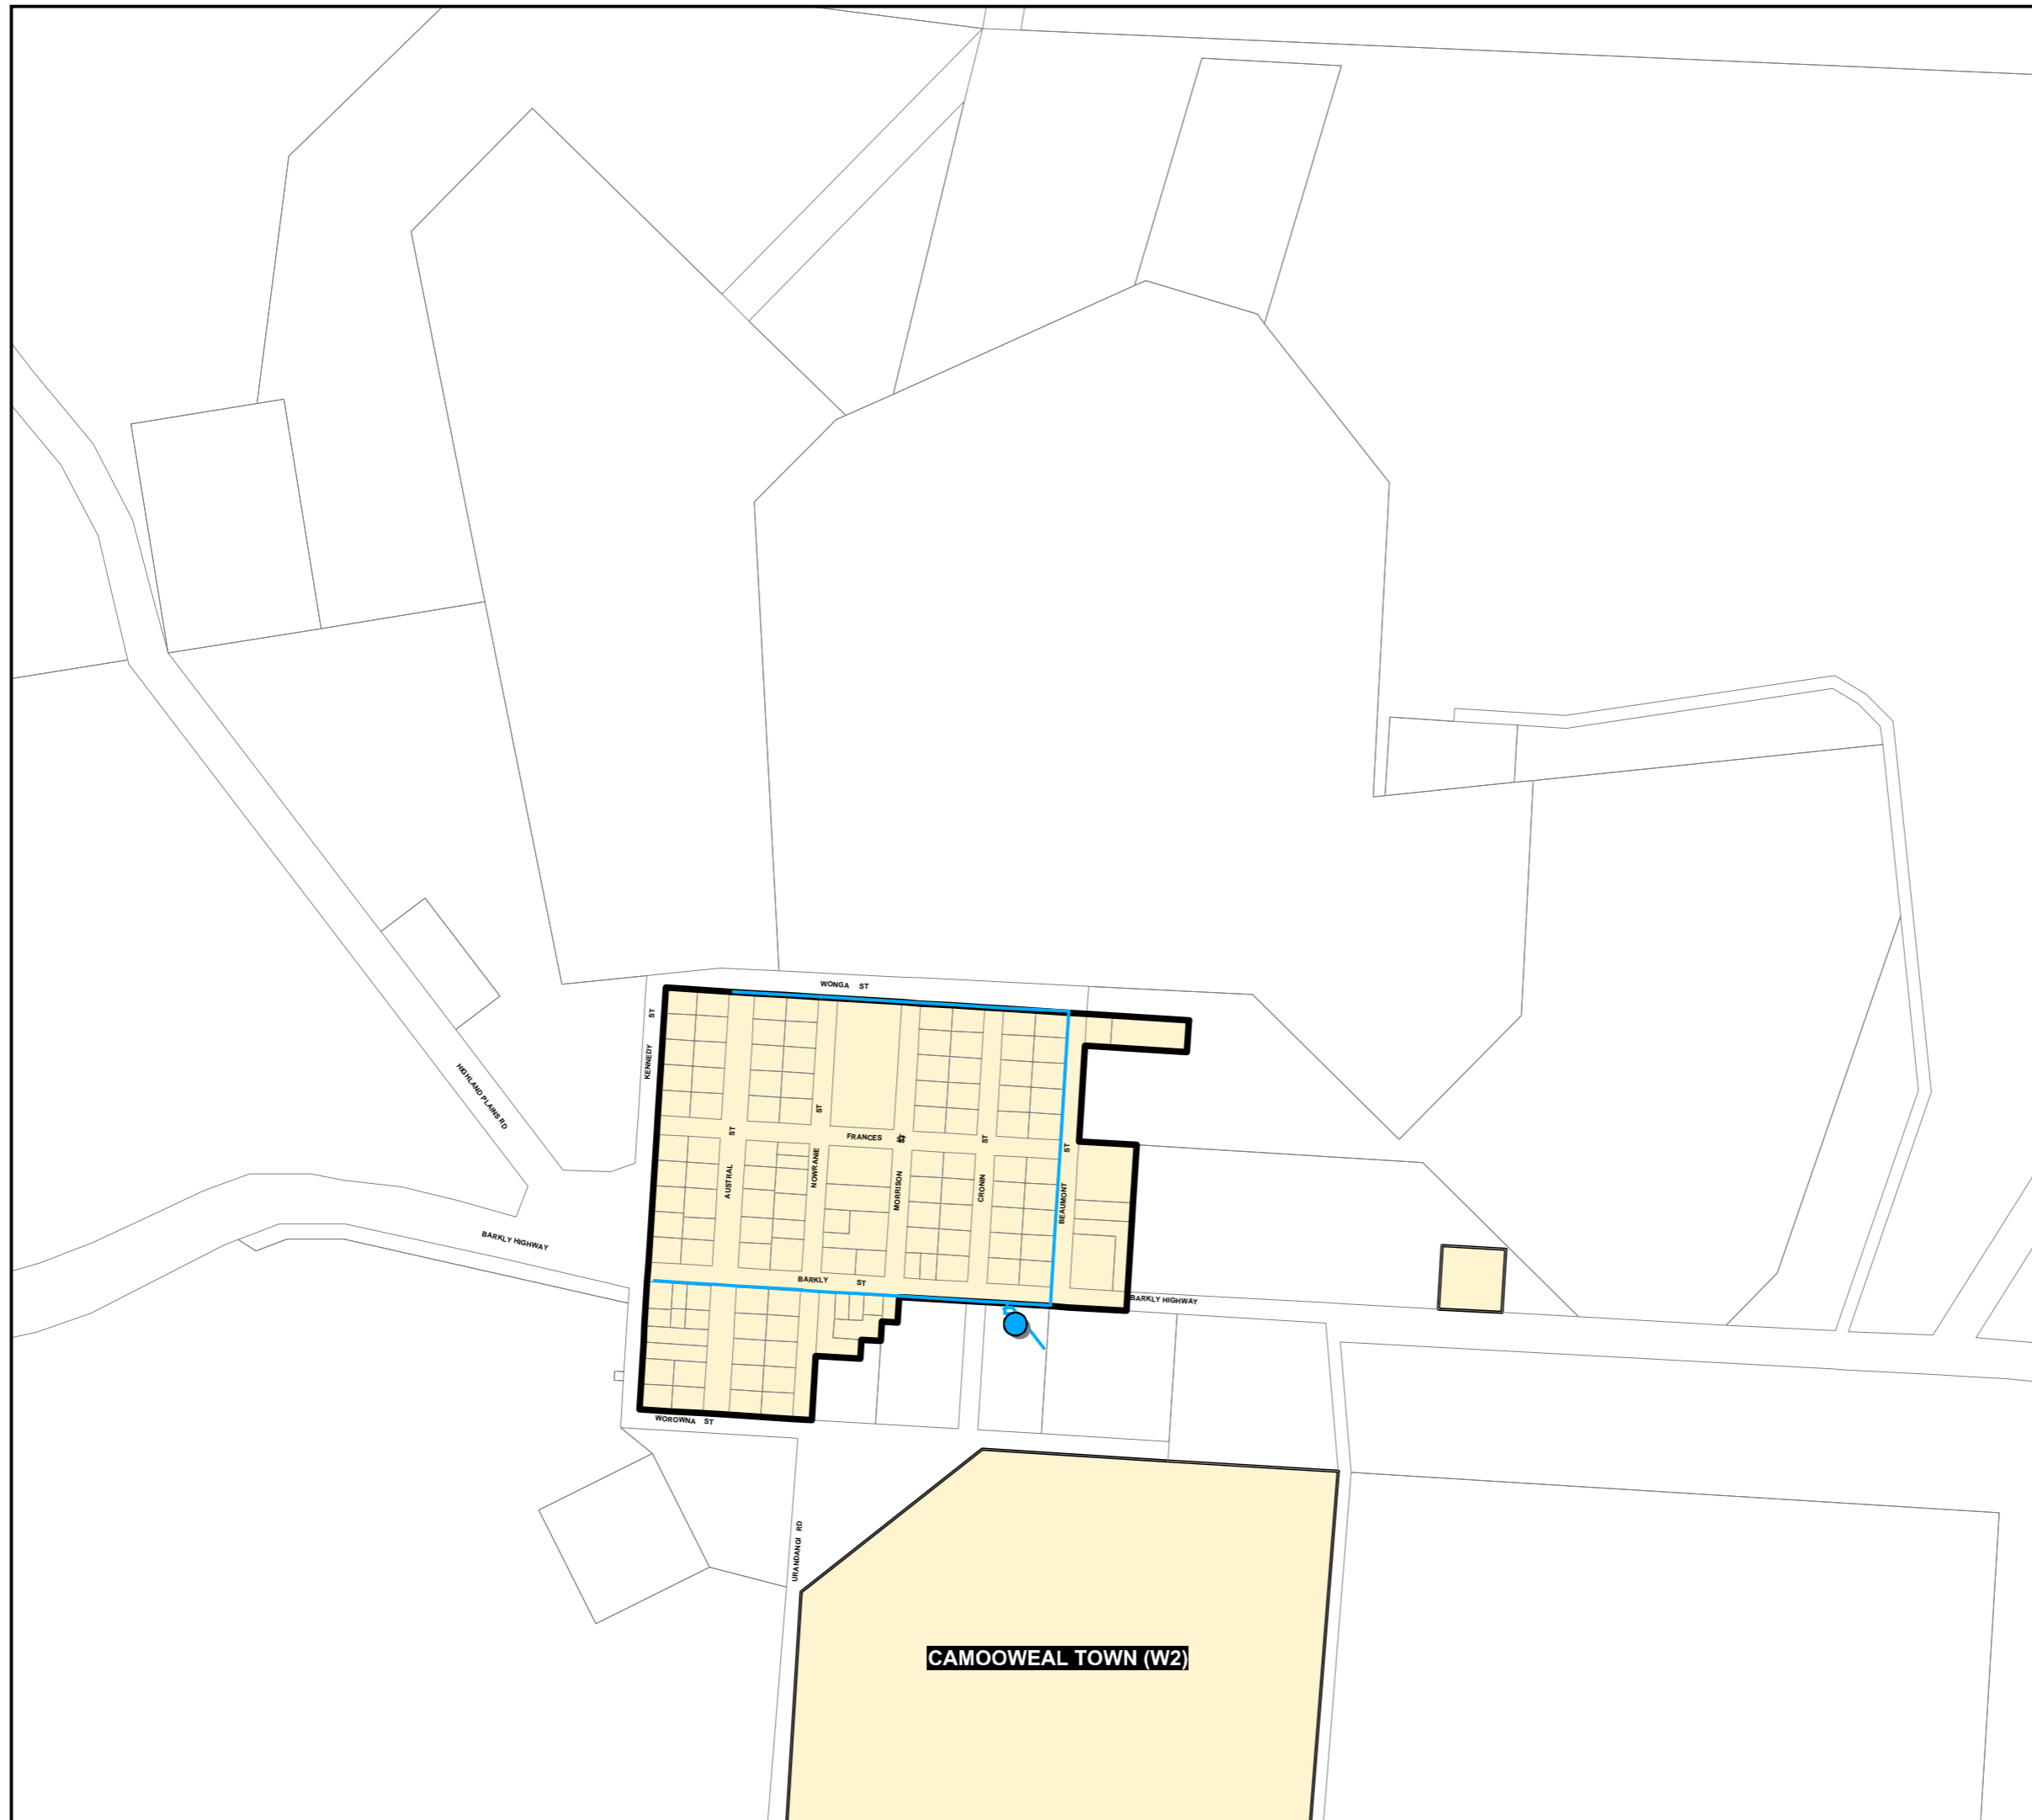 WONGA ST
KENNEDY ST
HIGHLAND PLAINS RD
FRANCES ST
AUSTRAL ST
NOWRANIE ST
MORRISON ST
CRONIN ST
BEAUMONT ST
BARKLY HIGHWAY
BARKLY ST
BARKLY HIGHWAY
WOROWNA ST
URANDANGI RD
CAMOOWEAL TOWN (W2)